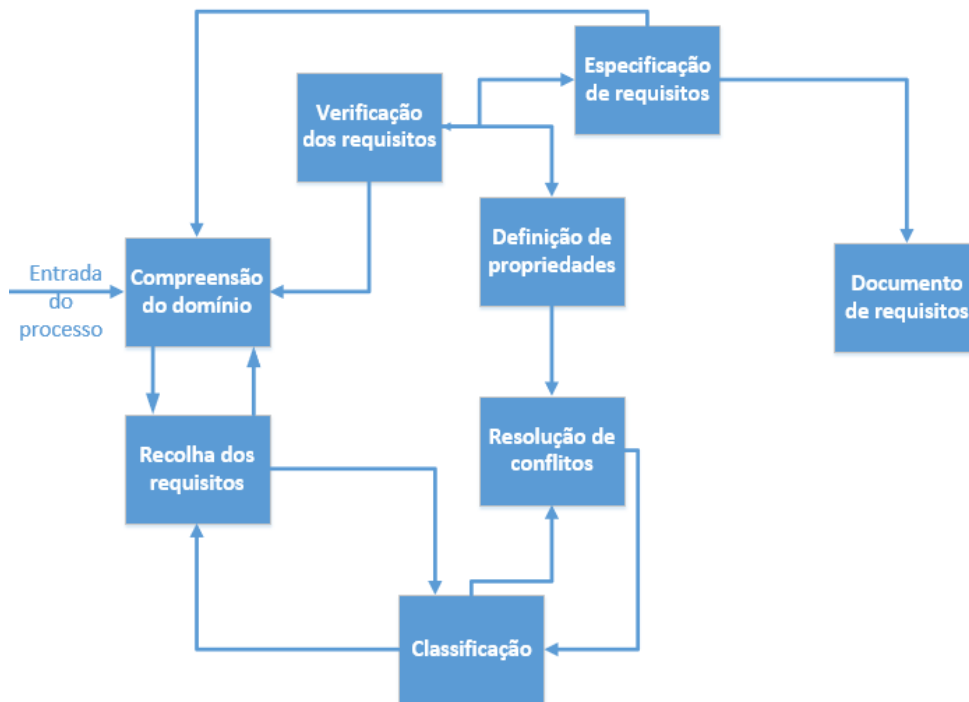 Especificação
de requisitos
Verificação
dos requisitos
Definição de
propriedades
Compreensão
do domínio
Entrada
do
processo
Documento
de requisitos
Recolha dos
requisitos
Resolução de
conflitos
Classificação